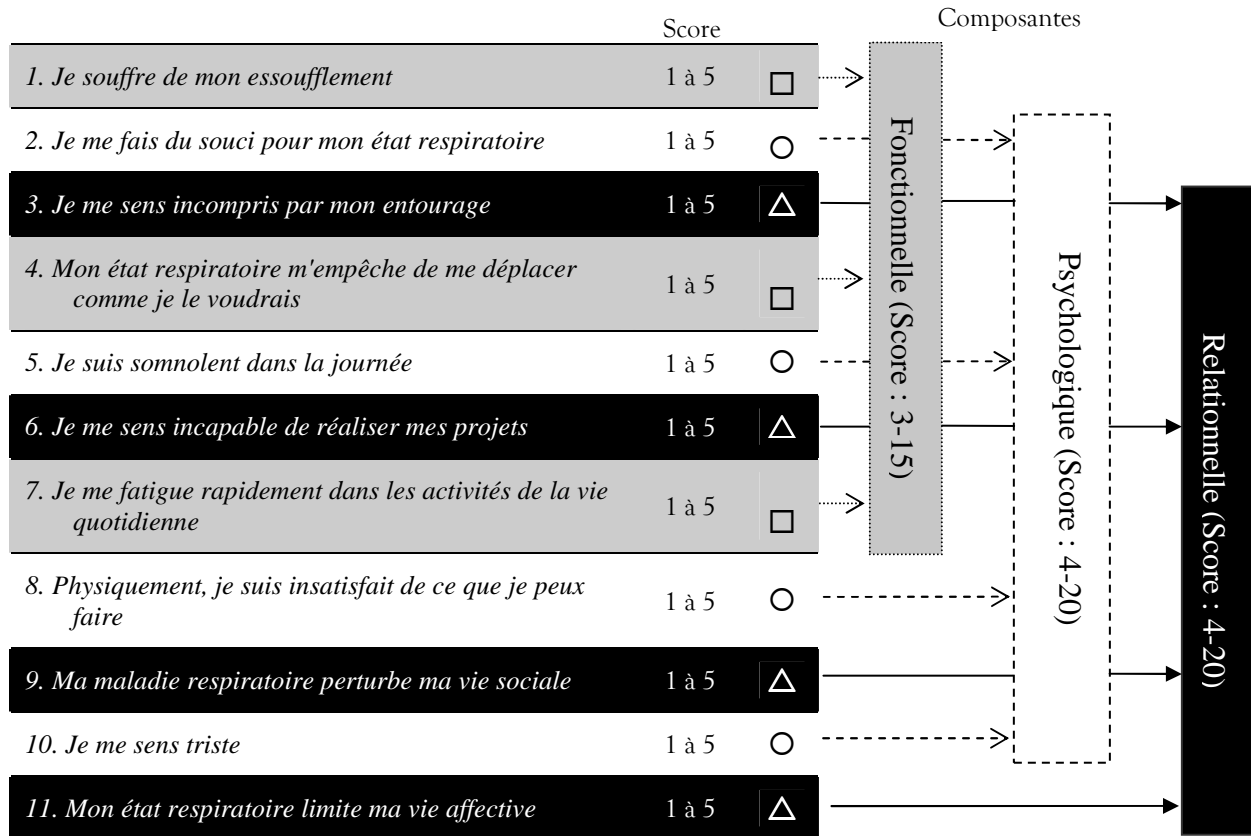 Score
Composantes
1. Je souffre de mon essoufflement 1 à 5
2. Je me fais du souci pour mon état respiratoire 1 à 5
3. Je me sens incompris par mon entourage 1 à 5
4. Mon état respiratoire m'empêche de me déplacer
comme je le voudrais 1 à 5
5. Je suis somnolent dans la journée 1 à 5
6. Je me sens incapable de réaliser mes projets 1 à 5
7. Je me fatigue rapidement dans les activités de la vie
quotidienne 1 à 5
8. Physiquement, je suis insatisfait de ce que je peux
faire 1 à 5
9. Ma maladie respiratoire perturbe ma vie sociale 1 à 5
10. Je me sens triste 1 à 5
11. Mon état respiratoire limite ma vie affective 1 à 5
Fonctionnelle (Score : 3-15)
Psychologique (Score : 4-20)
Relationnelle (Score : 4-20)